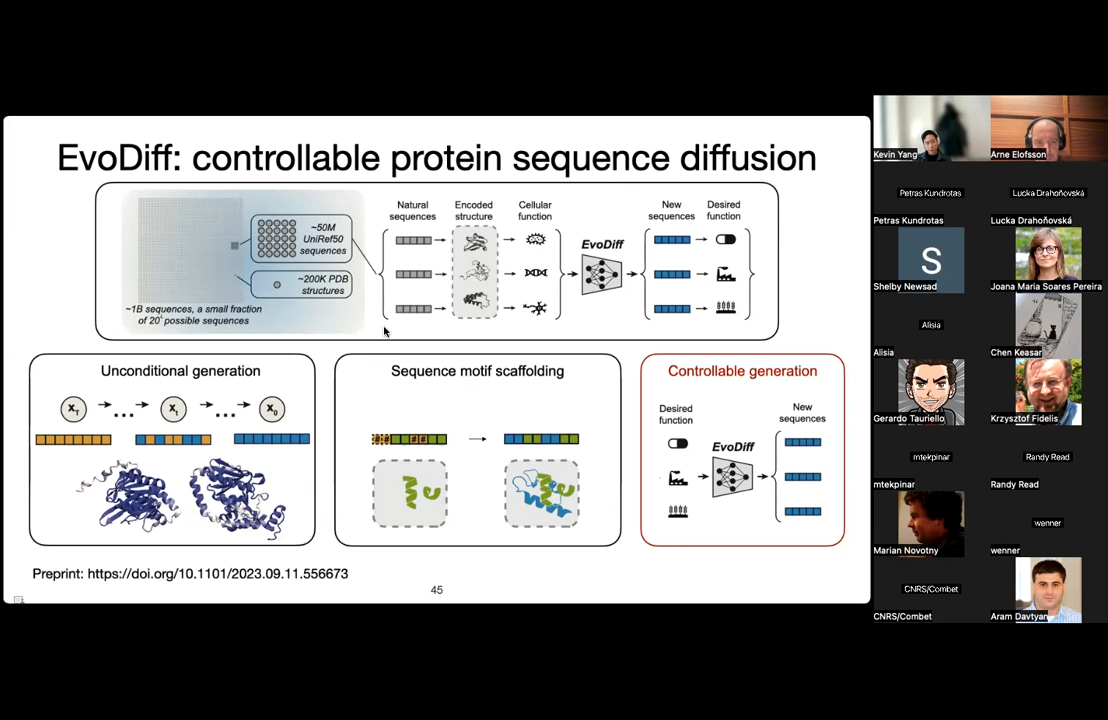 EvoDiff: controllable protein sequence diffusion
~50M
UniRef50
sequences
~200K PDB
structures
~1B sequences, a small fraction
of 20^L possible sequences
Natural
sequences
Encoded
structure
Cellular
function
EvoDiff
New
sequences
Desired
function
Unconditional generation
xT
...
xt
...
x0
Sequence motif scaffolding
##
##
Controllable generation
Desired
function
EvoDiff
New
sequences
Preprint: https://doi.org/10.1101/2023.09.11.556673
45
Kevin Yang
Arne Elofsson
Petras Kundrotas
Petras Kundrotas
Lucka Drahoňovská
Lucka Drahoňovská
S
Shelby Newsad
Joana Maria Soares Pereira
Alisia
Alisia
Chen Keasar
Gerardo Tauriello
Krzysztof Fidelis
mtekpinar
mtekpinar
Randy Read
Randy Read
Marian Novotny
wenner
wenner
CNRS/Combet
CNRS/Combet
Aram Davtyan